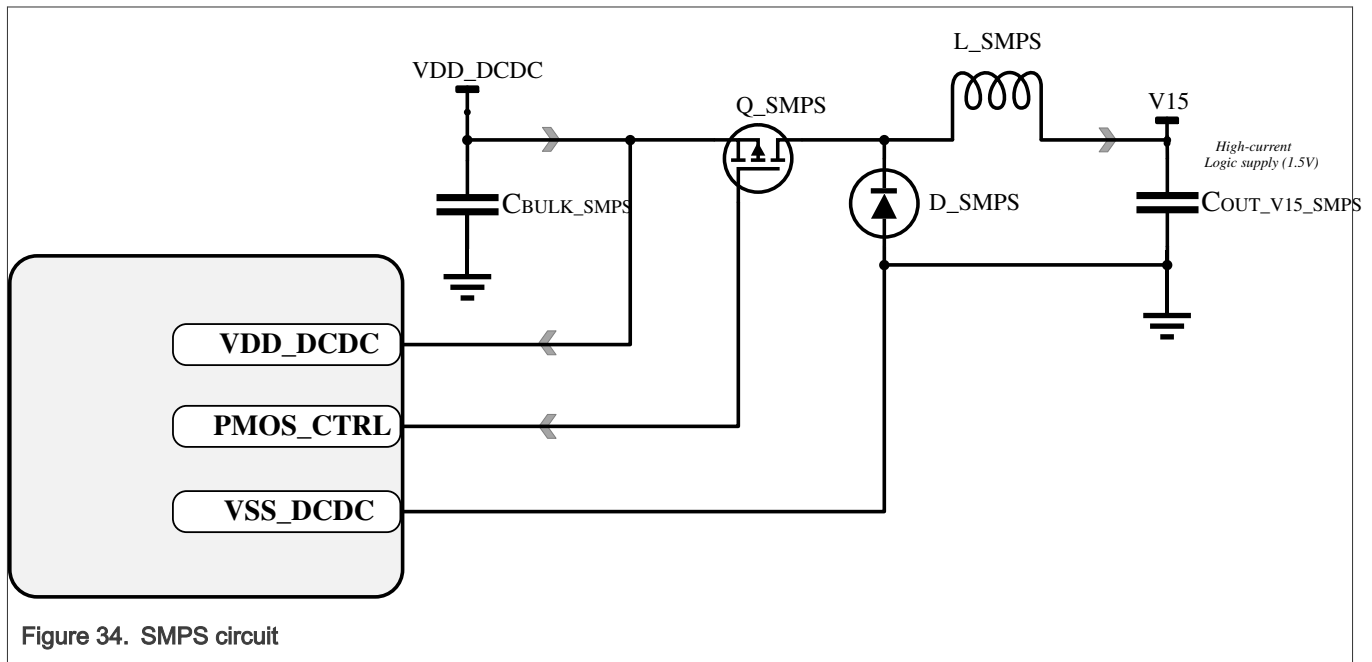 L_SMPS
VDD_DCDC
Q_SMPS
V15
High-current
Logic supply (1.5V)
CBULK_SMPS
D_SMPS
COUT_V15_SMPS
VDD_DCDC
PMOS_CTRL
VSS_DCDC
Figure 34. SMPS circuit